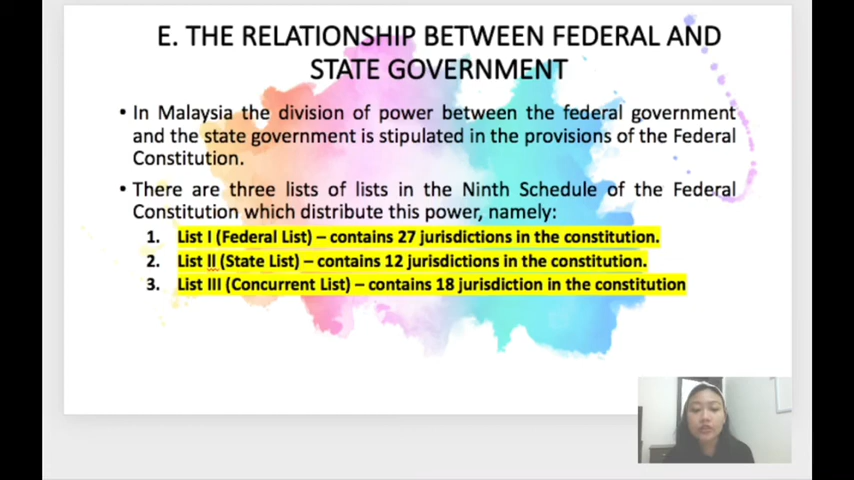 E. THE RELATIONSHIP BETWEEN FEDERAL AND
STATE GOVERNMENT
• In Malaysia the division of power between the federal government
and the state government is stipulated in the provisions of the Federal
Constitution.
• There are three lists of lists in the Ninth Schedule of the Federal
Constitution which distribute this power, namely:
1. List I (Federal List) – contains 27 jurisdictions in the constitution.
2. List II (State List) – contains 12 jurisdictions in the constitution.
3. List III (Concurrent List) – contains 18 jurisdiction in the constitution